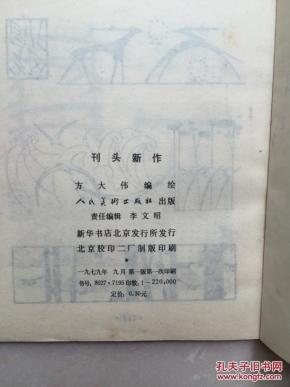 刊头新作
方大伟编绘
人民美术出版社出版
责任编辑 李文昭
新华书店北京发行所发行
北京胶印二厂制版印刷
★
一九七九年 九月 第一版第一次印刷
书号:8027·7195 印数:1—220,000
定价:0.30元